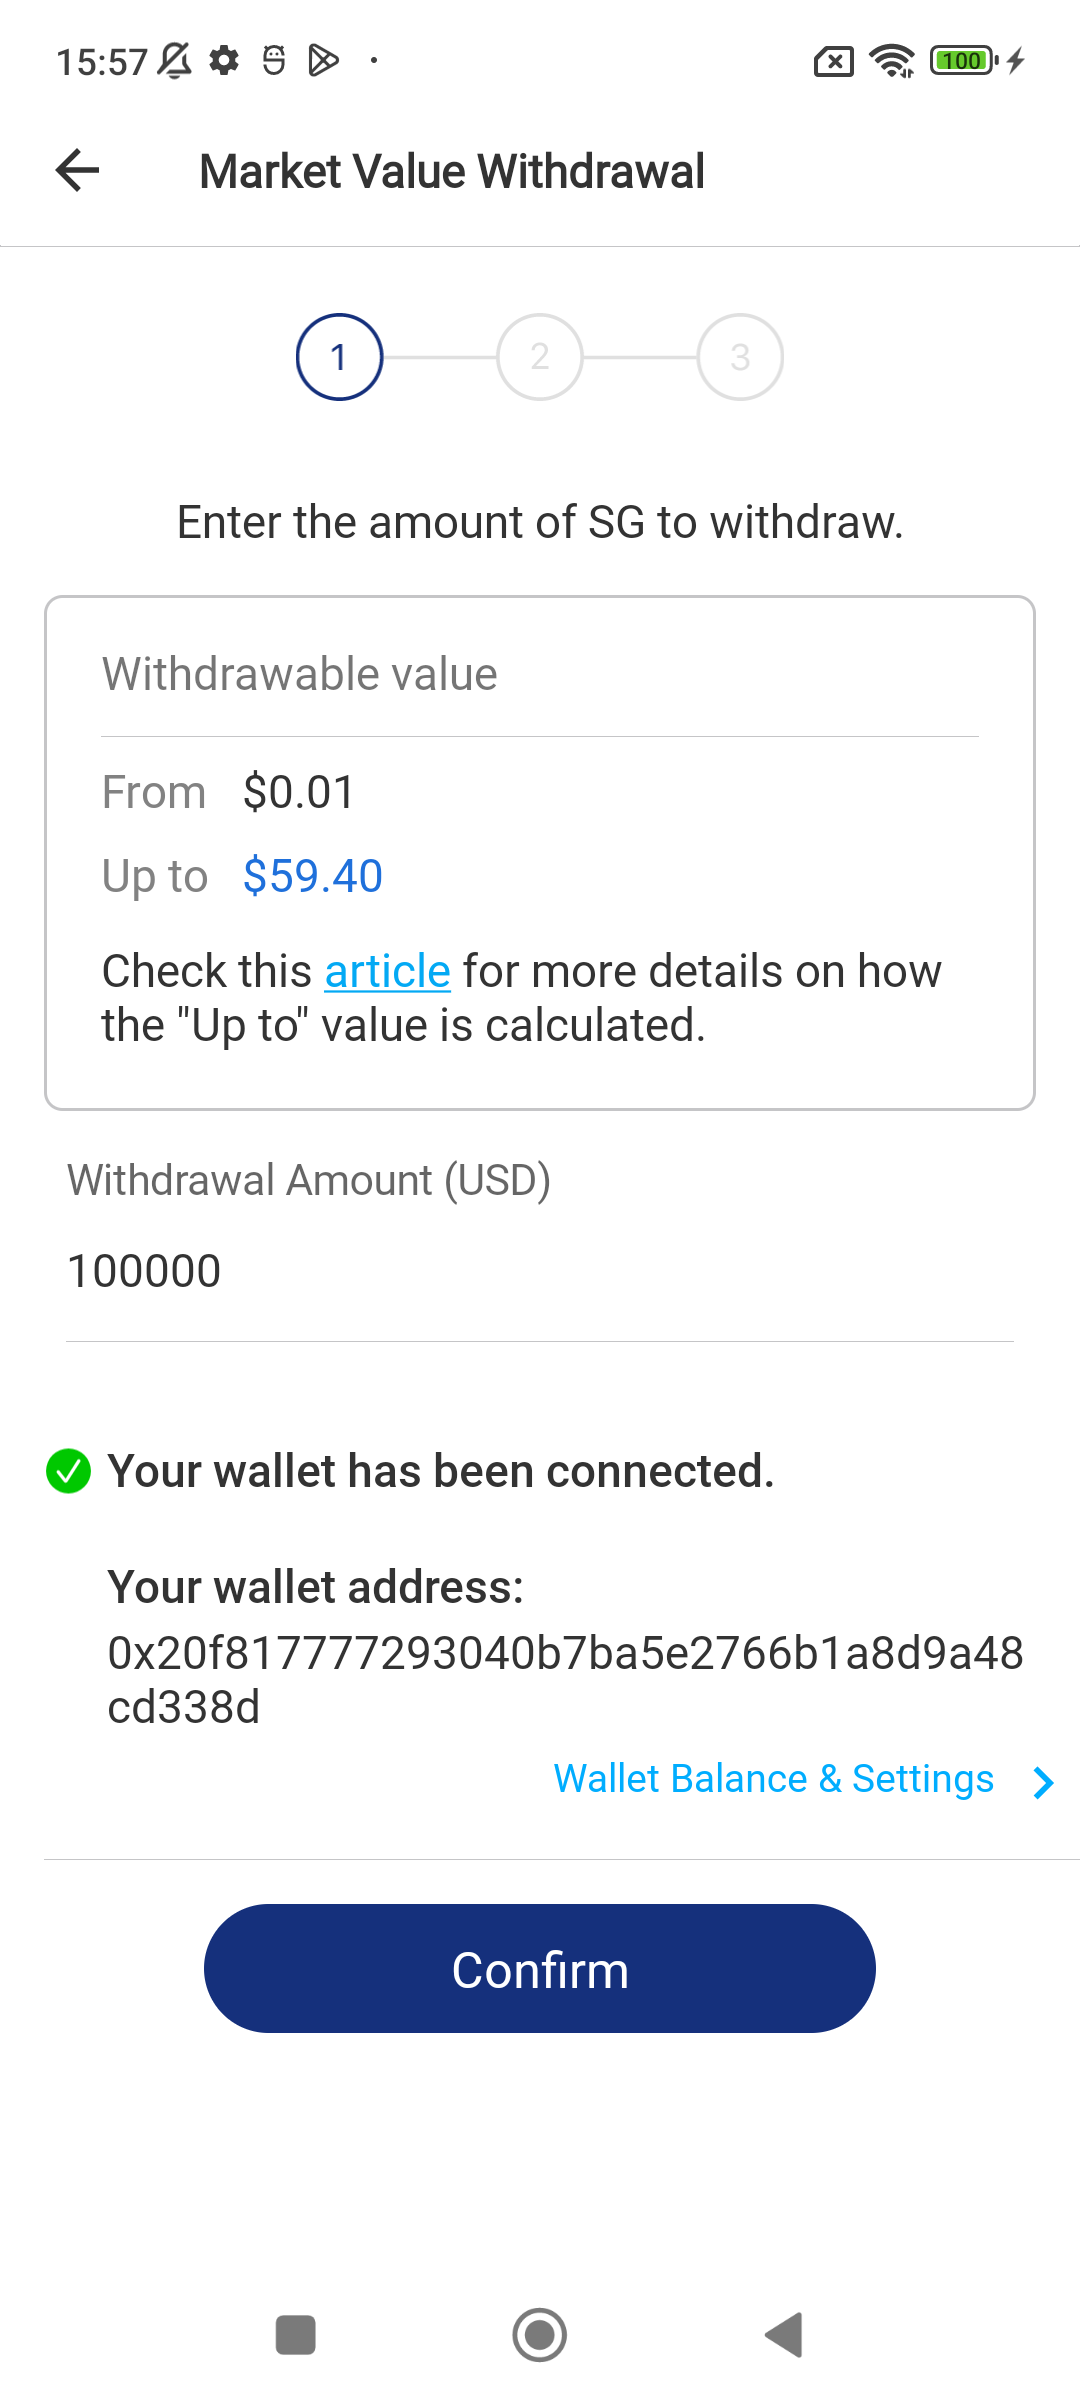 15:57
100
Market Value Withdrawal
1
2
3
Enter the amount of SG to withdraw.
Withdrawable value
From $0.01
Up to $59.40
Check this article for more details on how
the "Up to" value is calculated.
Withdrawal Amount (USD)
100000
Your wallet has been connected.
Your wallet address:
0x20f817777293040b7ba5e2766b1a8d9a48
cd338d
Wallet Balance & Settings
Confirm